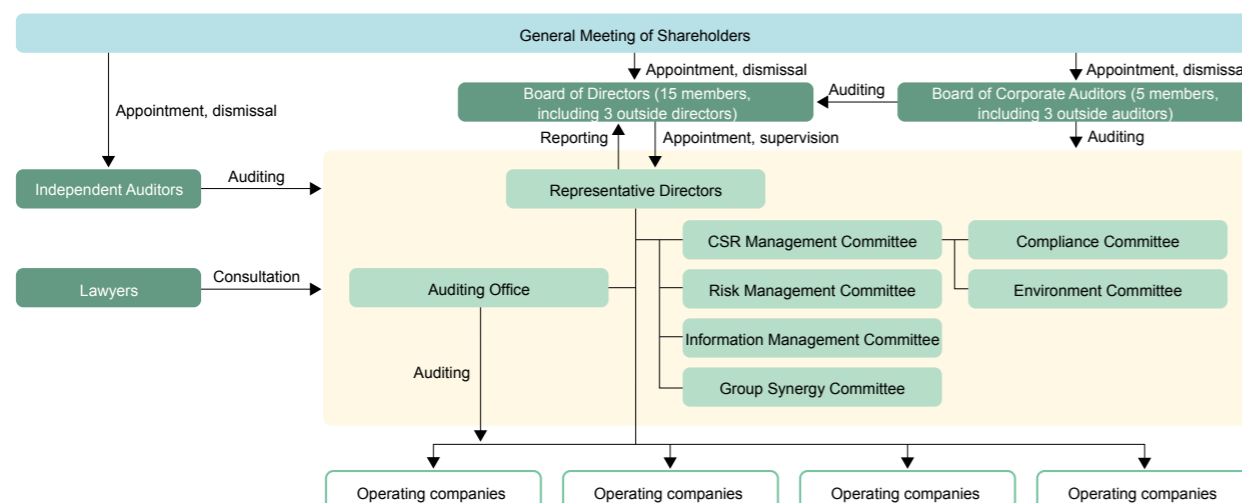 General Meeting of Shareholders
Appointment, dismissal
Appointment, dismissal
Appointment, dismissal
Board of Directors (15 members,
including 3 outside directors)
Auditing
Board of Corporate Auditors (5 members,
including 3 outside auditors)
Reporting
Appointment, supervision
Auditing
Independent Auditors
Auditing
Representative Directors
CSR Management Committee
Compliance Committee
Lawyers
Consultation
Auditing Office
Risk Management Committee
Environment Committee
Information Management Committee
Auditing
Group Synergy Committee
Operating companies
Operating companies
Operating companies
Operating companies